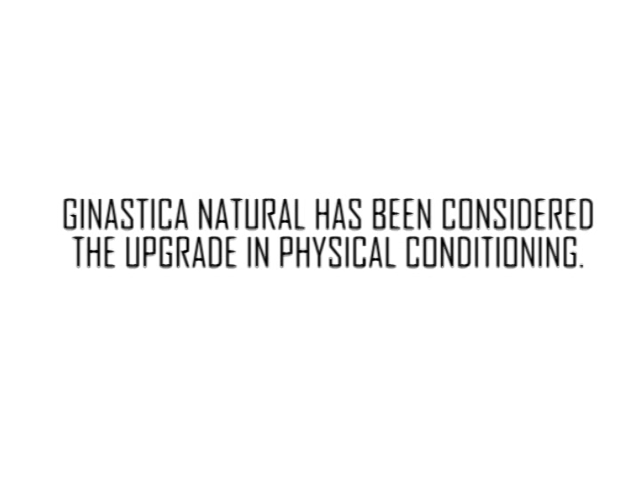 GINASTICA NATURAL HAS BEEN CONSIDERED
THE UPGRADE IN PHYSICAL CONDITIONING.